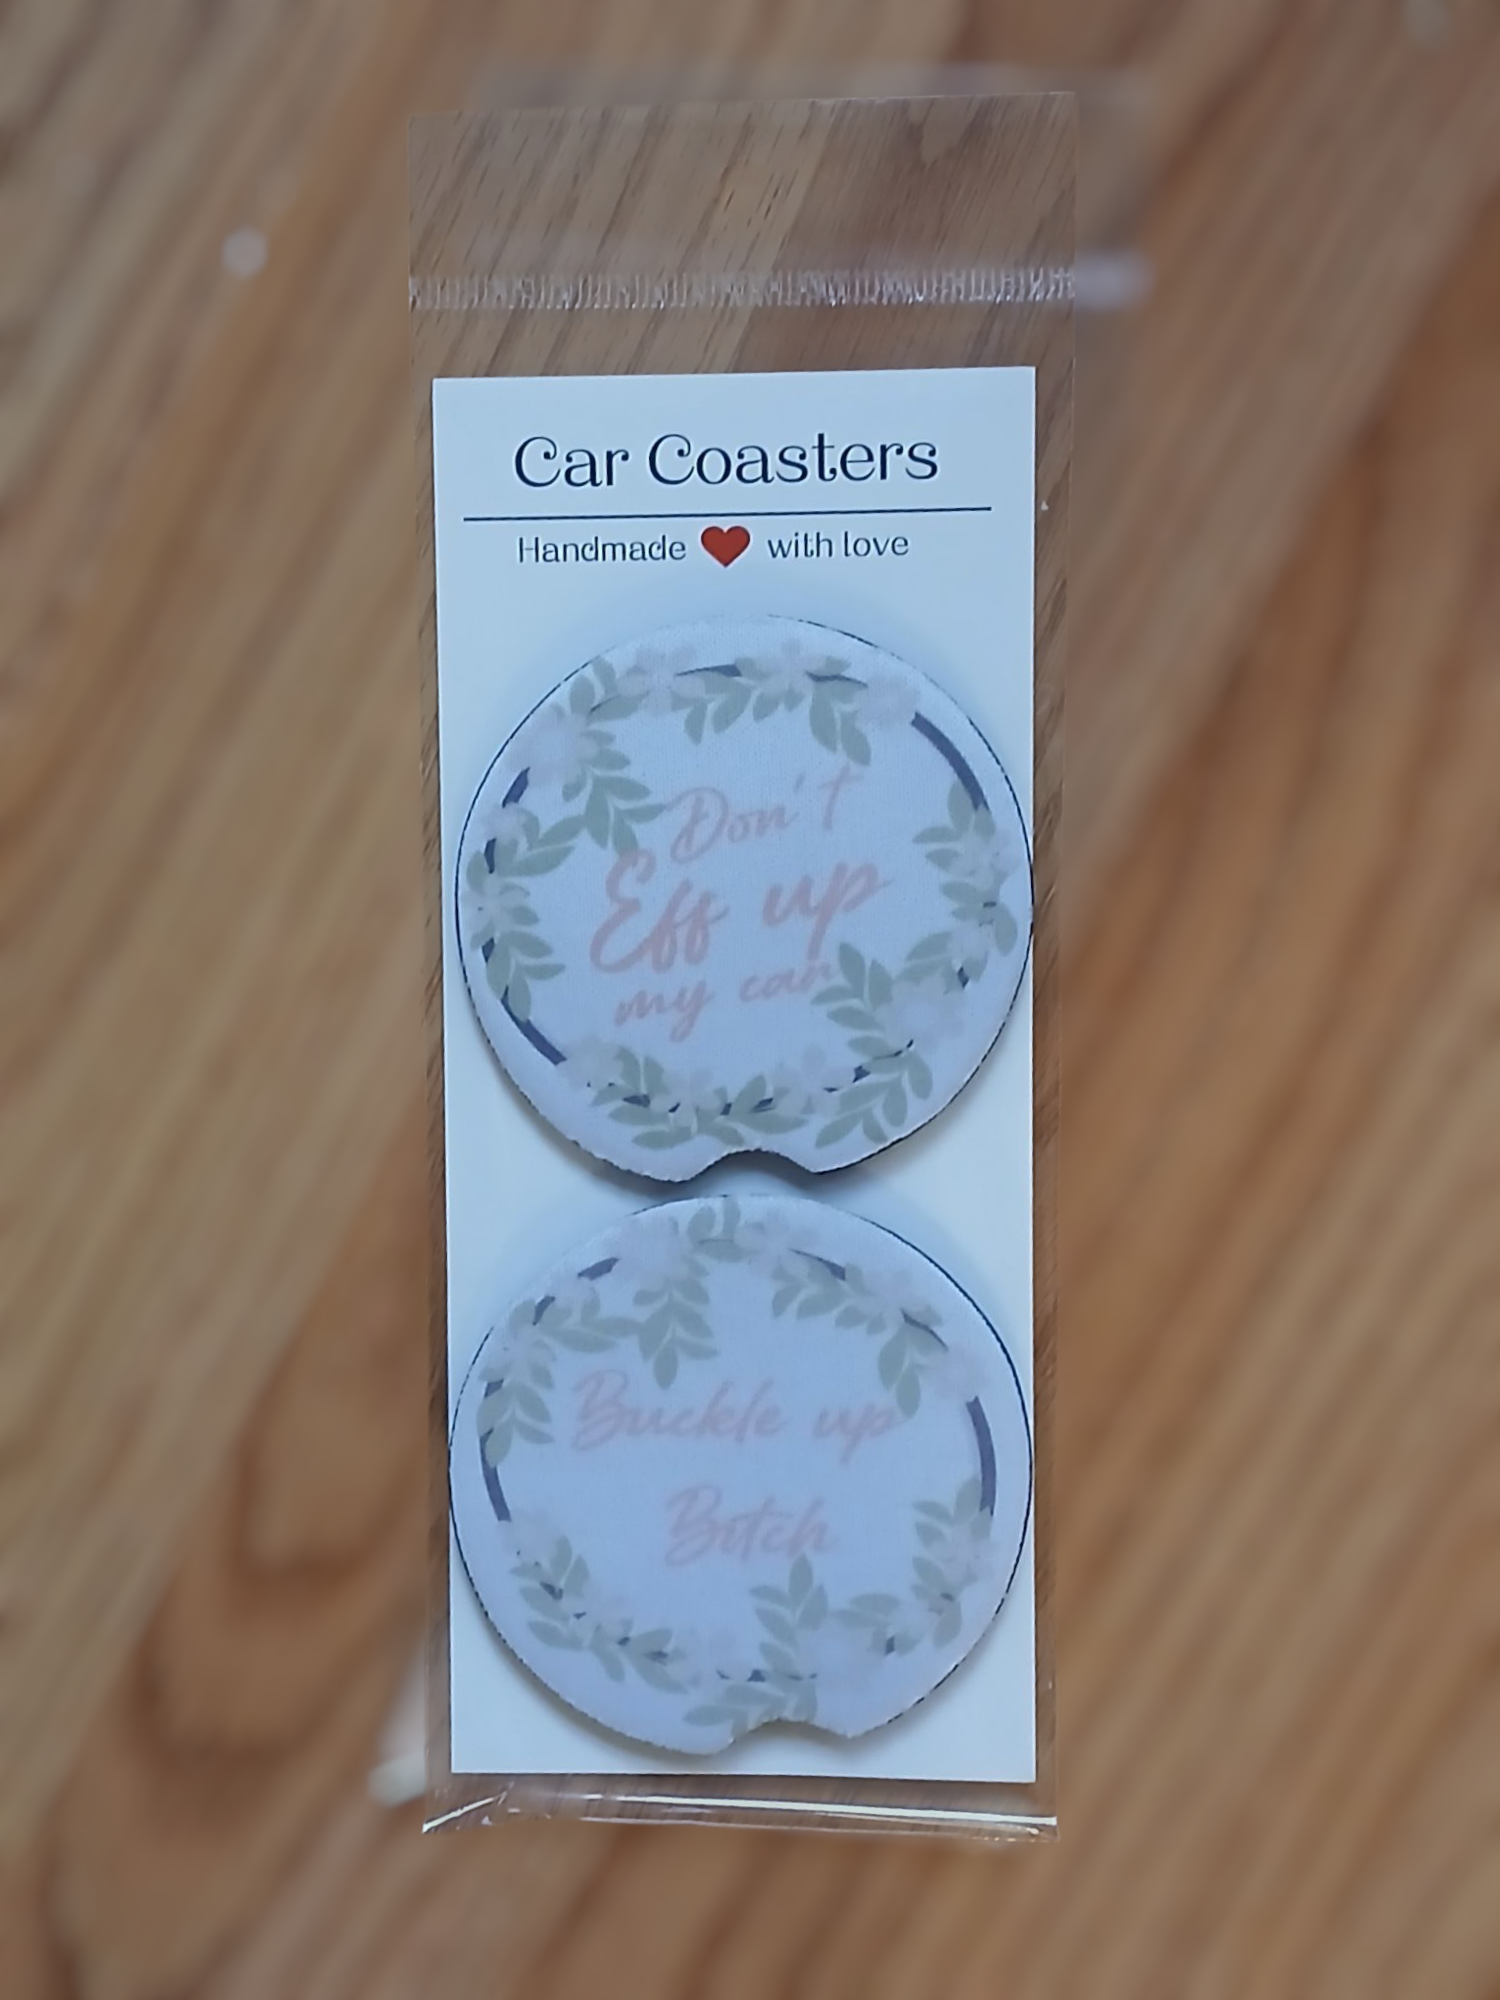 Car Coasters
Handmade ❤ with love
Don't
Eff up
my car
Buckle up
Bitch